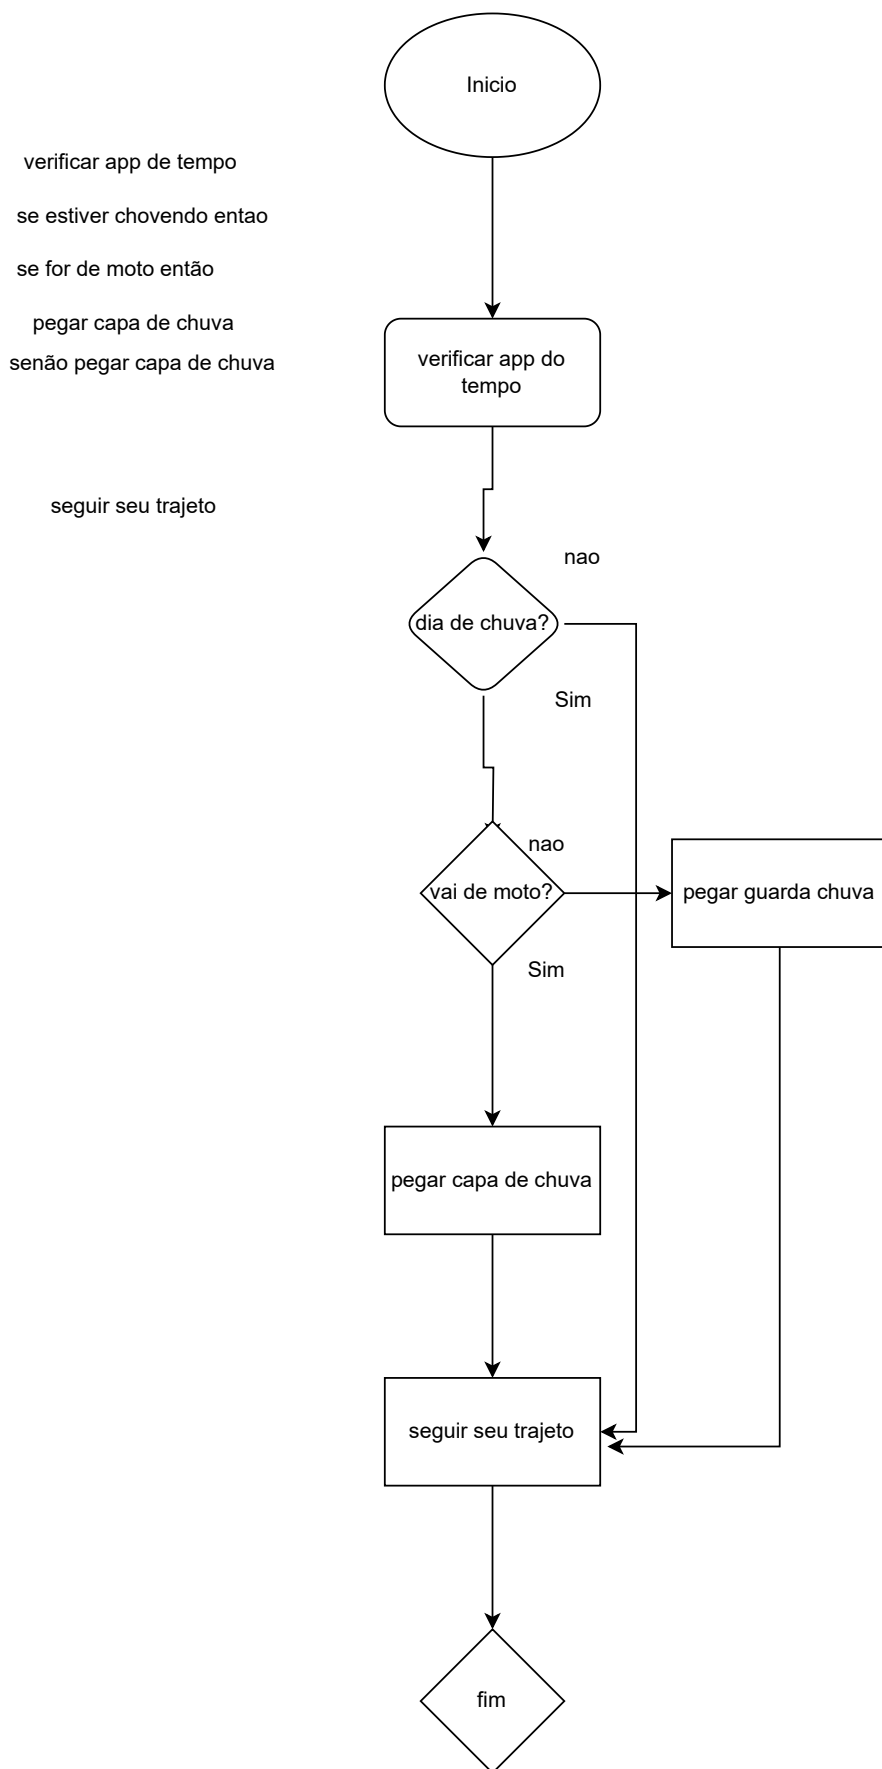 Inicio
verificar app de tempo
se estiver chovendo entao
se for de moto então
pegar capa de chuva
senão pegar capa de chuva
verificar app do
tempo
seguir seu trajeto
nao
dia de chuva?
Sim
nao
vai de moto?
pegar guarda chuva
Sim
pegar capa de chuva
seguir seu trajeto
fim